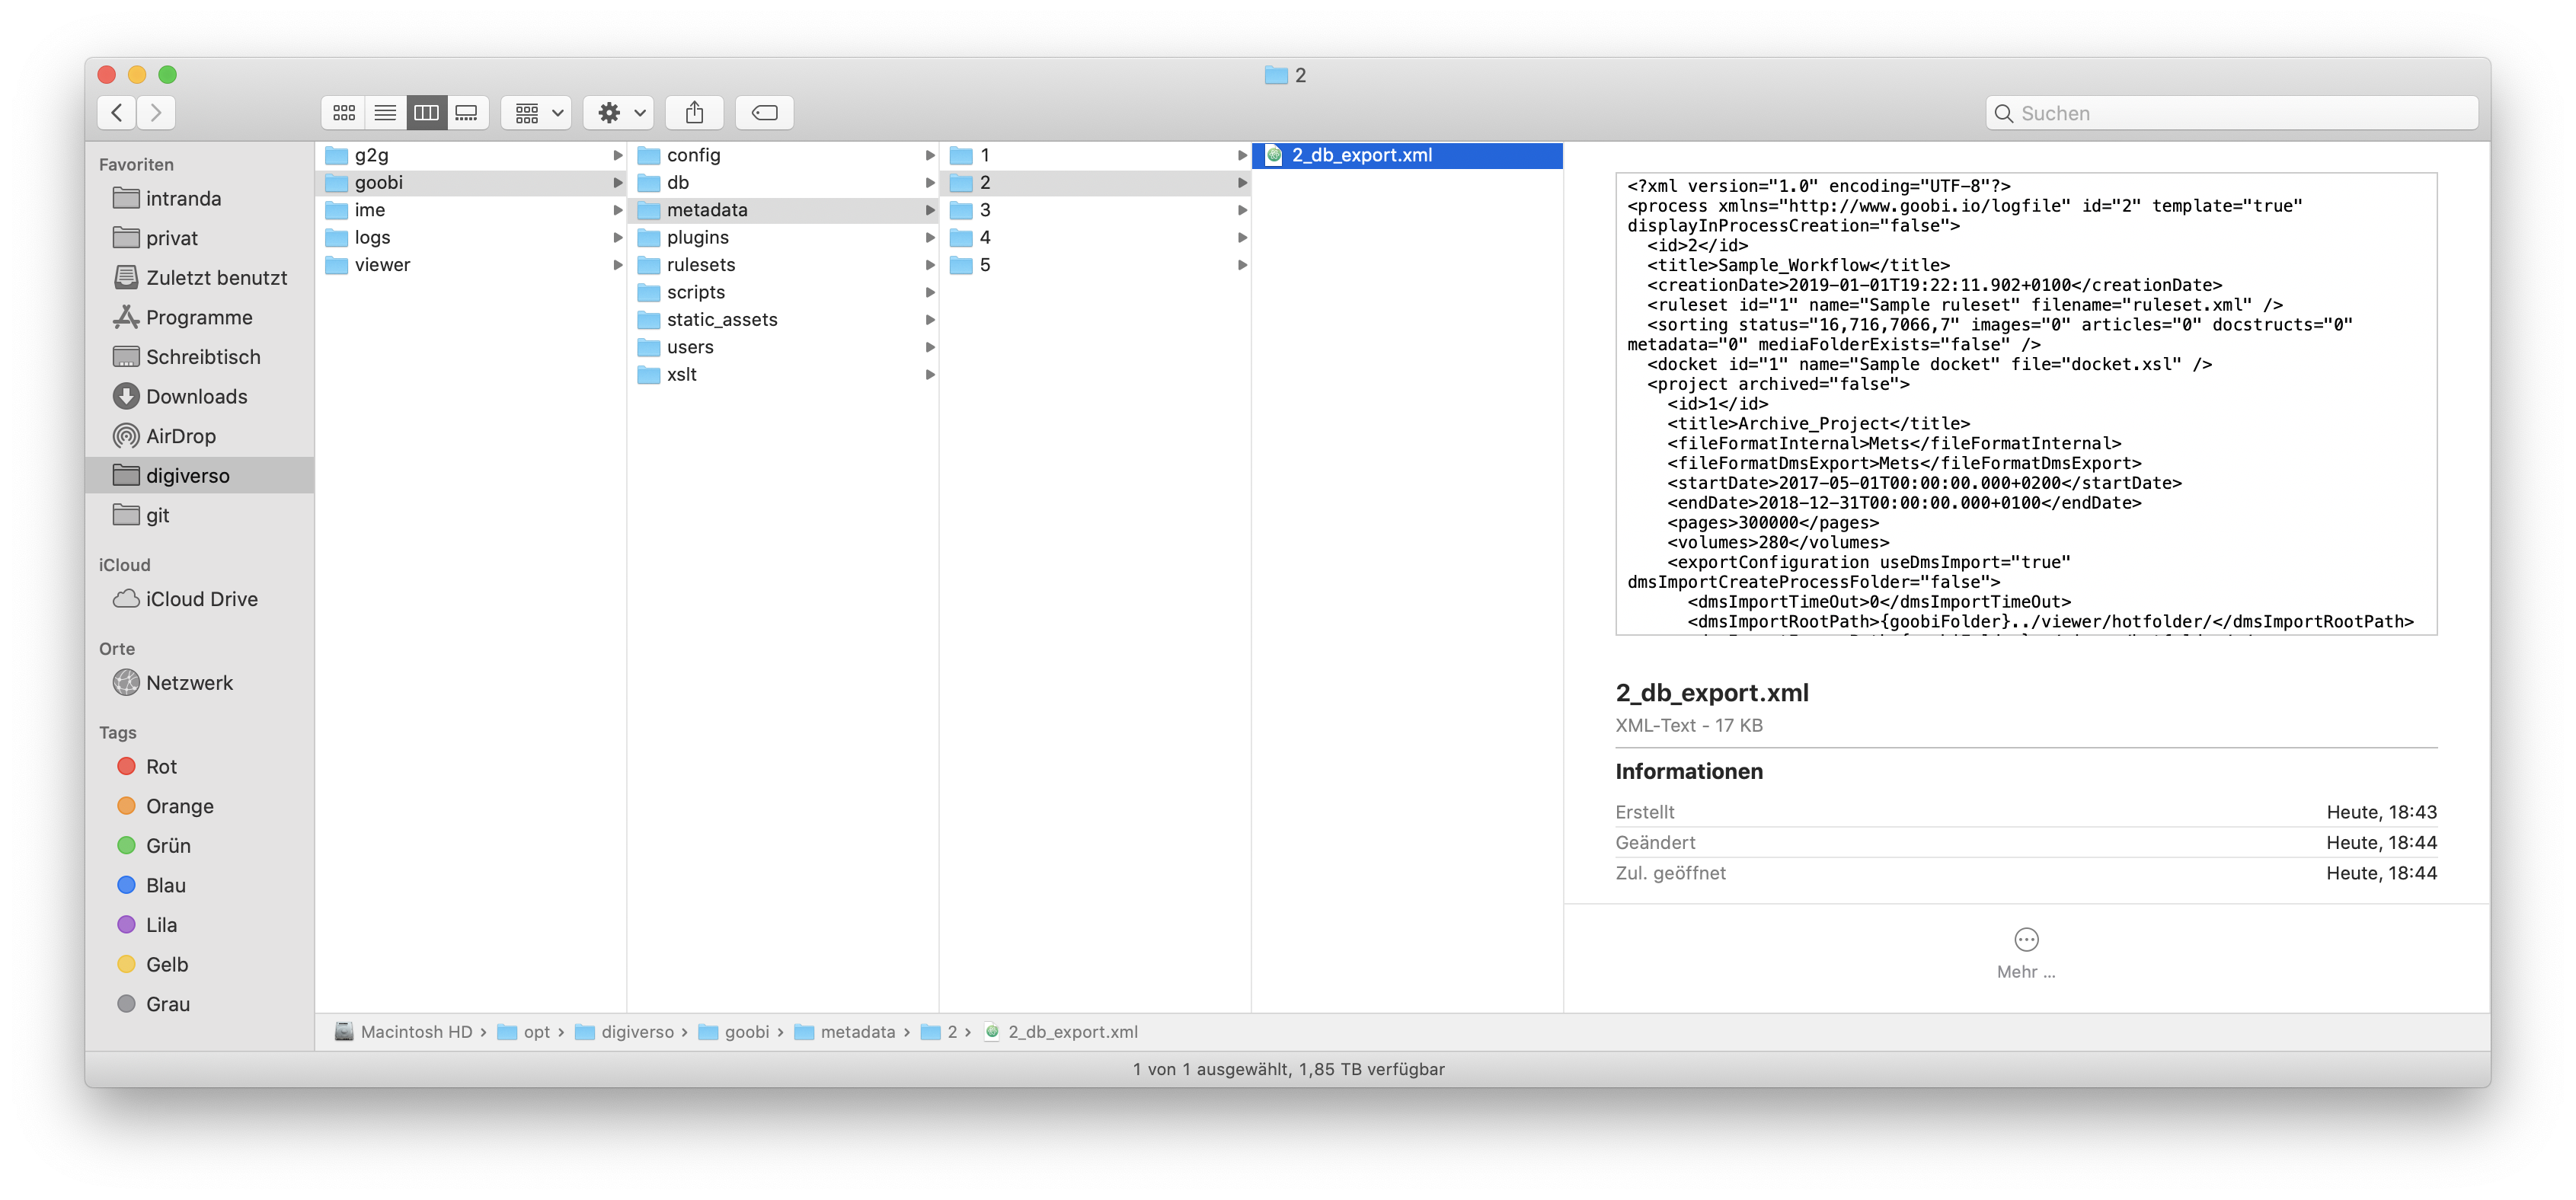 2
Suchen
Favoriten
intranda
privat
Zuletzt benutzt
Programme
Schreibtisch
Downloads
AirDrop
digiverso
git
iCloud
iCloud Drive
Orte
Netzwerk
Tags
Rot
Orange
Grün
Blau
Lila
Gelb
Grau
g2g
goobi
ime
logs
viewer
config
db
metadata
plugins
rulesets
scripts
static_assets
users
xslt
1
2
3
4
5
2_db_export.xml
<?xml version="1.0" encoding="UTF-8"?>
<process xmlns="http://www.goobi.io/logfile" id="2" template="true"
displayInProcessCreation="false">
<id>2</id>
<title>Sample_Workflow</title>
<creationDate>2019-01-01T19:22:11.902+0100</creationDate>
<ruleset id="1" name="Sample ruleset" filename="ruleset.xml" />
<sorting status="16,716,7066,7" images="0" articles="0" docstructs="0"
metadata="0" mediaFolderExists="false" />
<docket id="1" name="Sample docket" file="docket.xsl" />
<project archived="false">
<id>1</id>
<title>Archive_Project</title>
<fileFormatInternal>Mets</fileFormatInternal>
<fileFormatDmsExport>Mets</fileFormatDmsExport>
<startDate>2017-05-01T00:00:00.000+0200</startDate>
<endDate>2018-12-31T00:00:00.000+0100</endDate>
<pages>300000</pages>
<volumes>280</volumes>
<exportConfiguration useDmsImport="true"
dmsImportCreateProcessFolder="false">
<dmsImportTimeOut>0</dmsImportTimeOut>
<dmsImportRootPath>{goobiFolder}../viewer/hotfolder/</dmsImportRootPath>
2_db_export.xml
XML-Text - 17 KB
Informationen
Erstellt Heute, 18:43
Geändert Heute, 18:44
Zul. geöffnet Heute, 18:44
Mehr ...
Macintosh HD › opt › digiverso › goobi › metadata › 2 › 2_db_export.xml
1 von 1 ausgewählt, 1,85 TB verfügbar